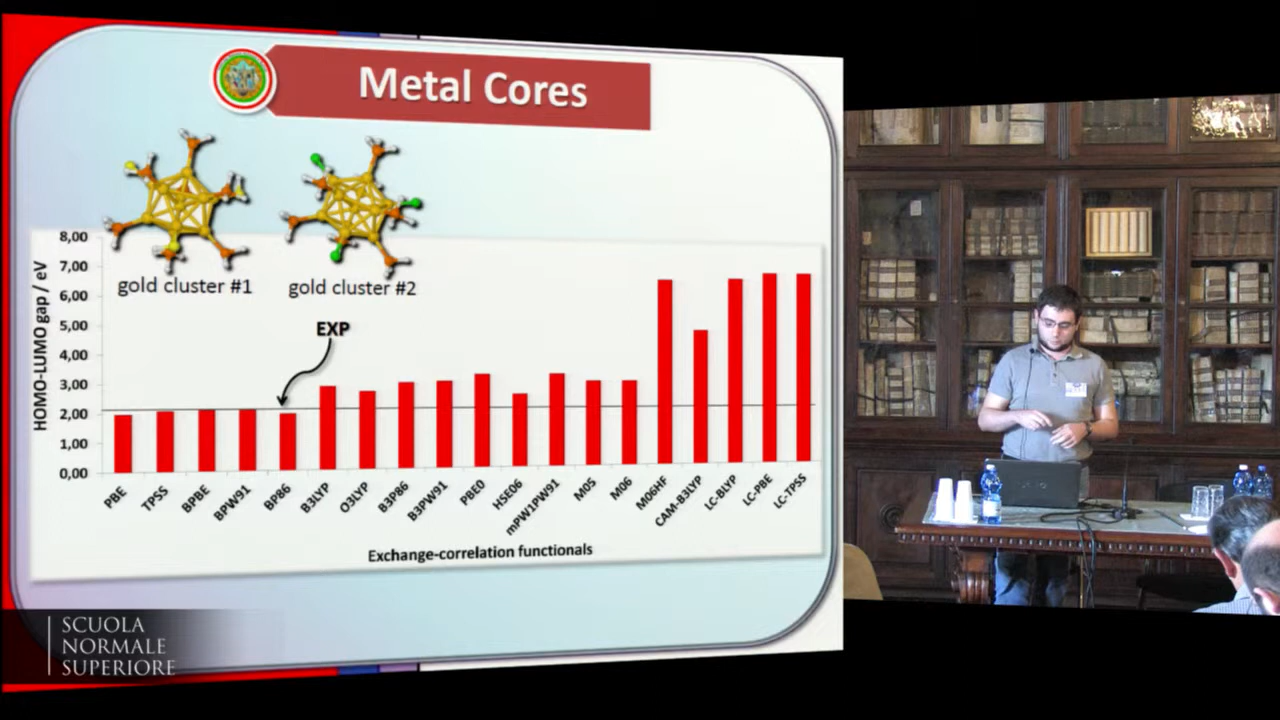 Metal Cores
gold cluster #1
gold cluster #2
EXP
HOMO-LUMO gap / eV
8,00
7,00
6,00
5,00
4,00
3,00
2,00
1,00
0,00
PBE
TPSS
BPBE
BPW91
BP86
B3LYP
O3LYP
B3P86
B3PW91
PBE0
HSE06
mPW1PW91
M05
M06
M06HF
CAM-B3LYP
LC-BLYP
LC-PBE
LC-TPSS
Exchange-correlation functionals
SCUOLA
NORMALE
SUPERIORE